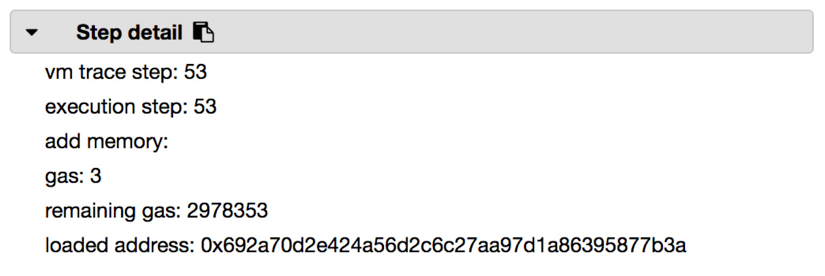 Step detail
vm trace step: 53
execution step: 53
add memory:
gas: 3
remaining gas: 2978353
loaded address: 0x692a70d2e424a56d2c6c27aa97d1a86395877b3a